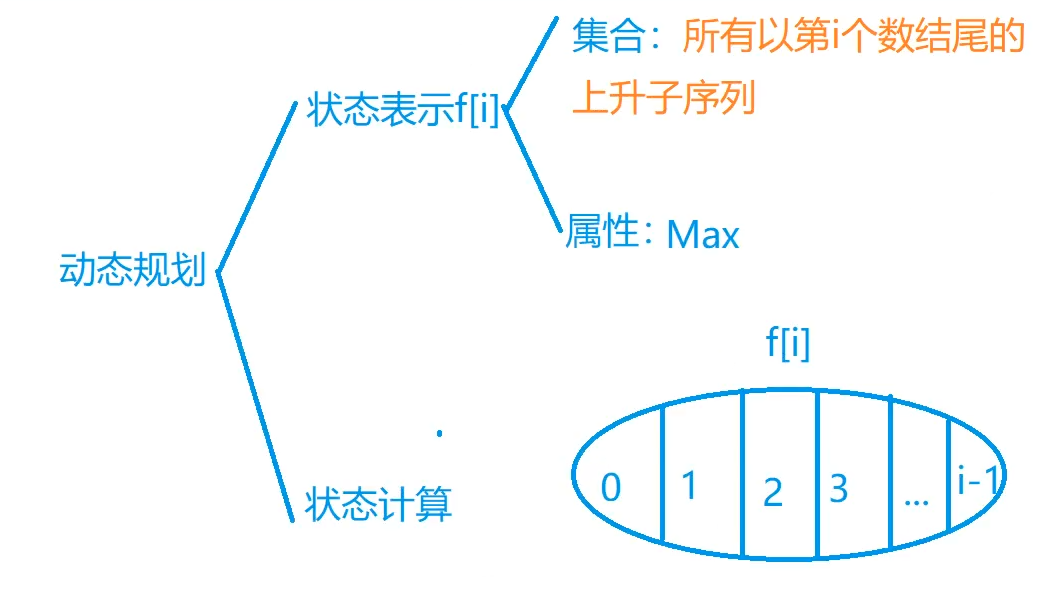 集合：所有以第i个数结尾的
上升子序列
状态表示f[i]
属性：Max
动态规划
f[i]
状态计算
0 1 2 3 ... i-1